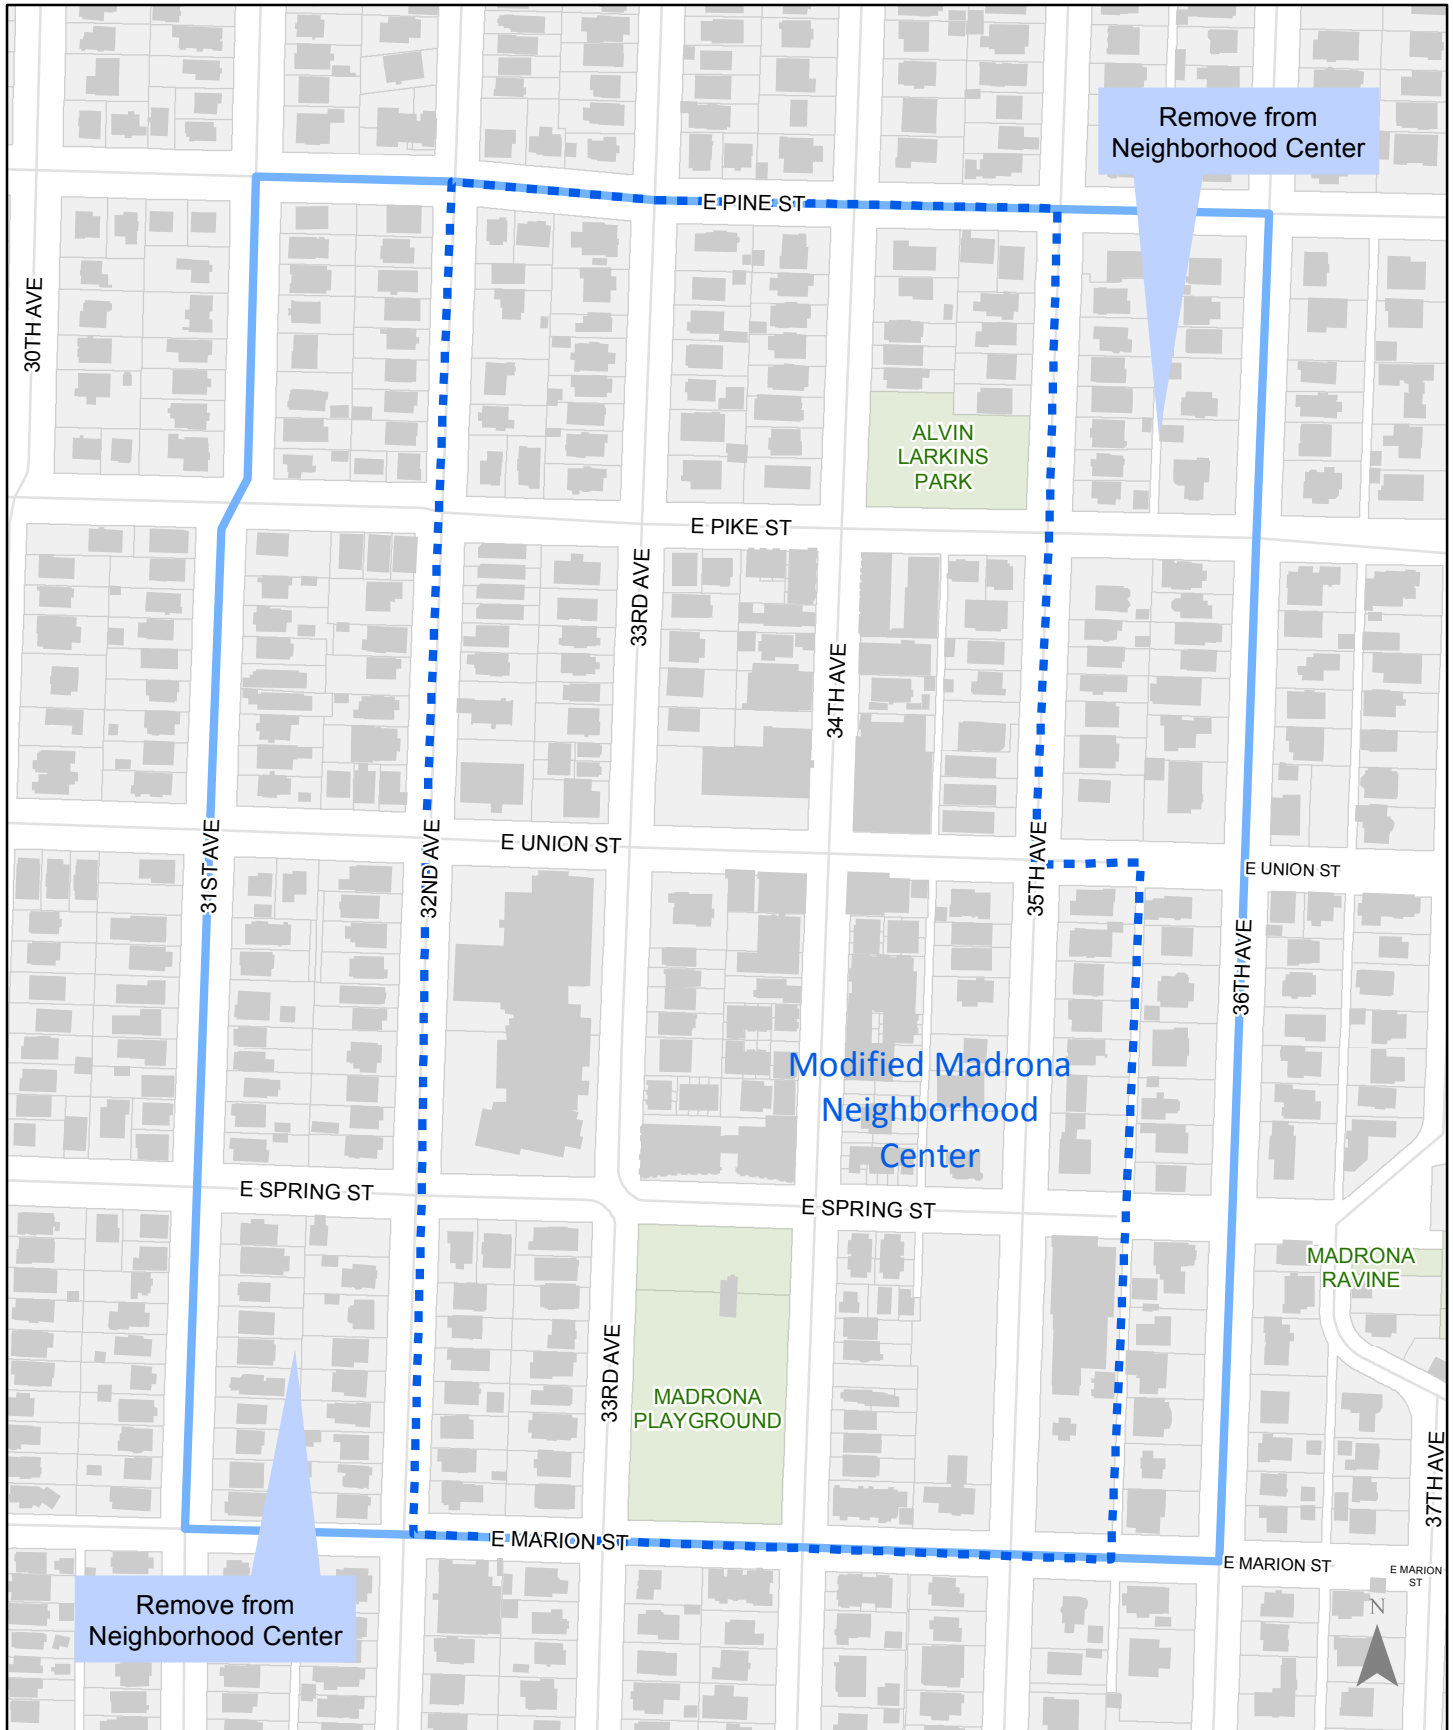 Remove from
Neighborhood Center
E PINE ST
30TH AVE
ALVIN
LARKINS
PARK
E PIKE ST
33RD AVE
34TH AVE
E UNION ST
31ST AVE
32ND AVE
35TH AVE
E UNION ST
36TH AVE
Modified Madrona
Neighborhood
Center
E SPRING ST
E SPRING ST
MADRONA
RAVINE
33RD AVE
MADRONA
PLAYGROUND
37TH AVE
E MARION ST
E MARION ST
E MARION
ST
Remove from
Neighborhood Center
N